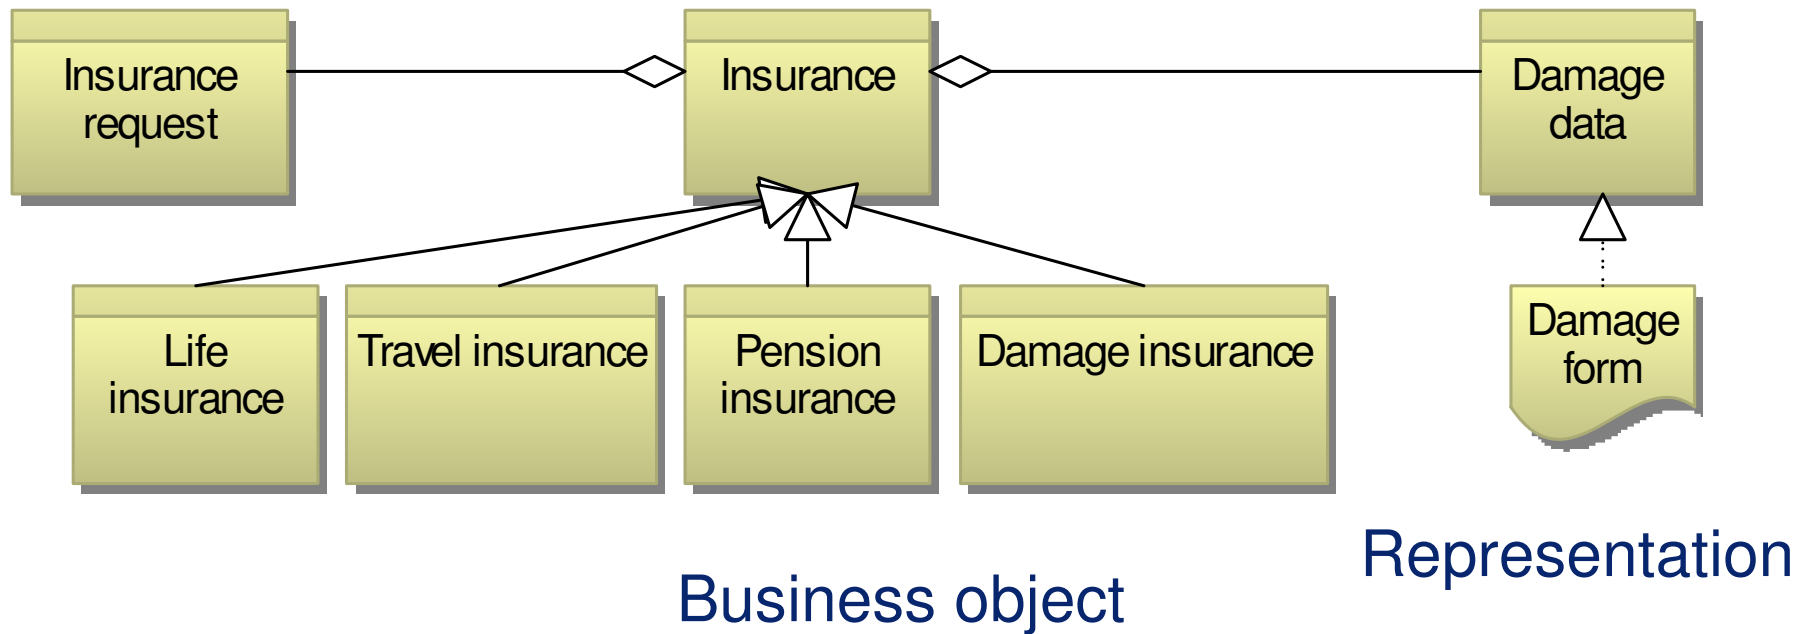 Insurance
request
Insurance
Damage
data
Life
insurance
Travel insurance
Pension
insurance
Damage insurance
Damage
form
Representation
Business object